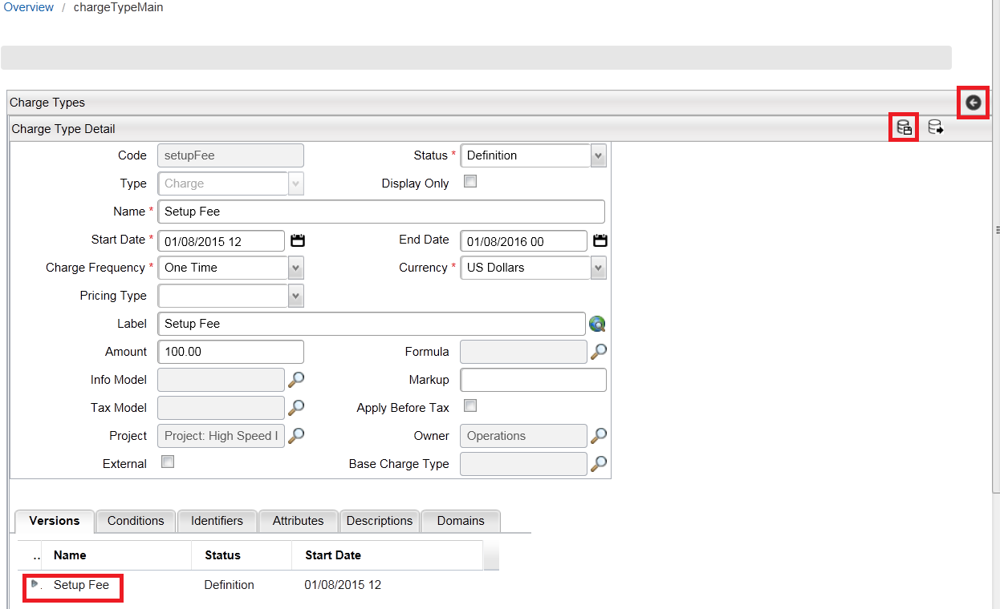 Overview / chargeTypeMain
Charge Types
Charge Type Detail
Code setupFee Status * Definition
Type Charge Display Only
Name * Setup Fee
Start Date * 01/08/2015 12 End Date 01/08/2016 00
Charge Frequency * One Time Currency * US Dollars
Pricing Type
Label Setup Fee
Amount 100.00 Formula
Info Model Markup
Tax Model Apply Before Tax
Project Project: High Speed I Owner Operations
External Base Charge Type
Versions Conditions Identifiers Attributes Descriptions Domains
.. Name Status Start Date
. Setup Fee Definition 01/08/2015 12